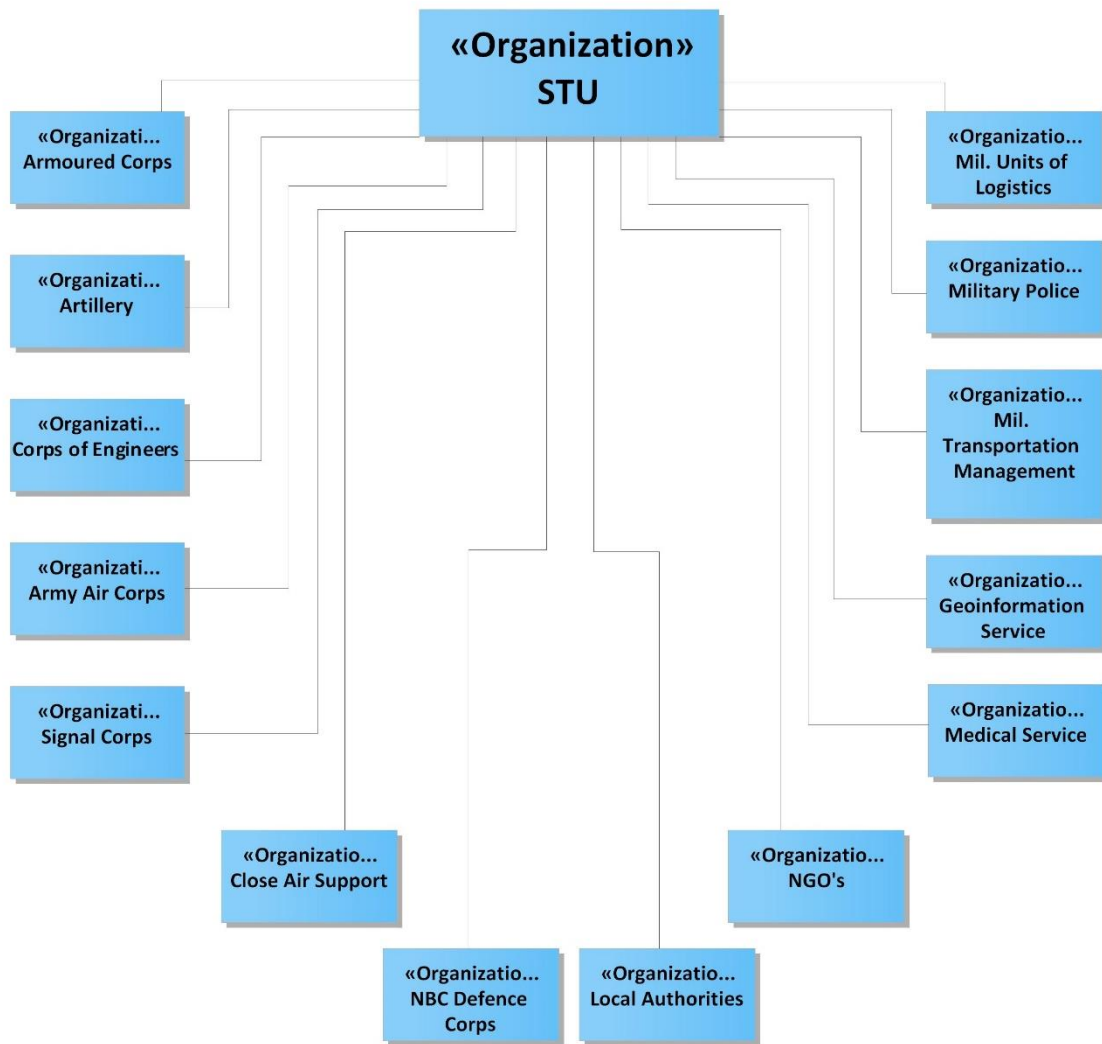 «Organization»
STU
«Organizati...
Armoured Corps
«Organizatio...
Mil. Units of
Logistics
«Organizati...
Artillery
«Organizatio...
Military Police
«Organizati...
Corps of Engineers
«Organizatio...
Mil.
Transportation
Management
«Organizati...
Army Air Corps
«Organizatio...
Geoinformation
Service
«Organizati...
Signal Corps
«Organizatio...
Medical Service
«Organizatio...
Close Air Support
«Organizatio...
NGO's
«Organizatio...
NBC Defence
Corps
«Organizatio...
Local Authorities